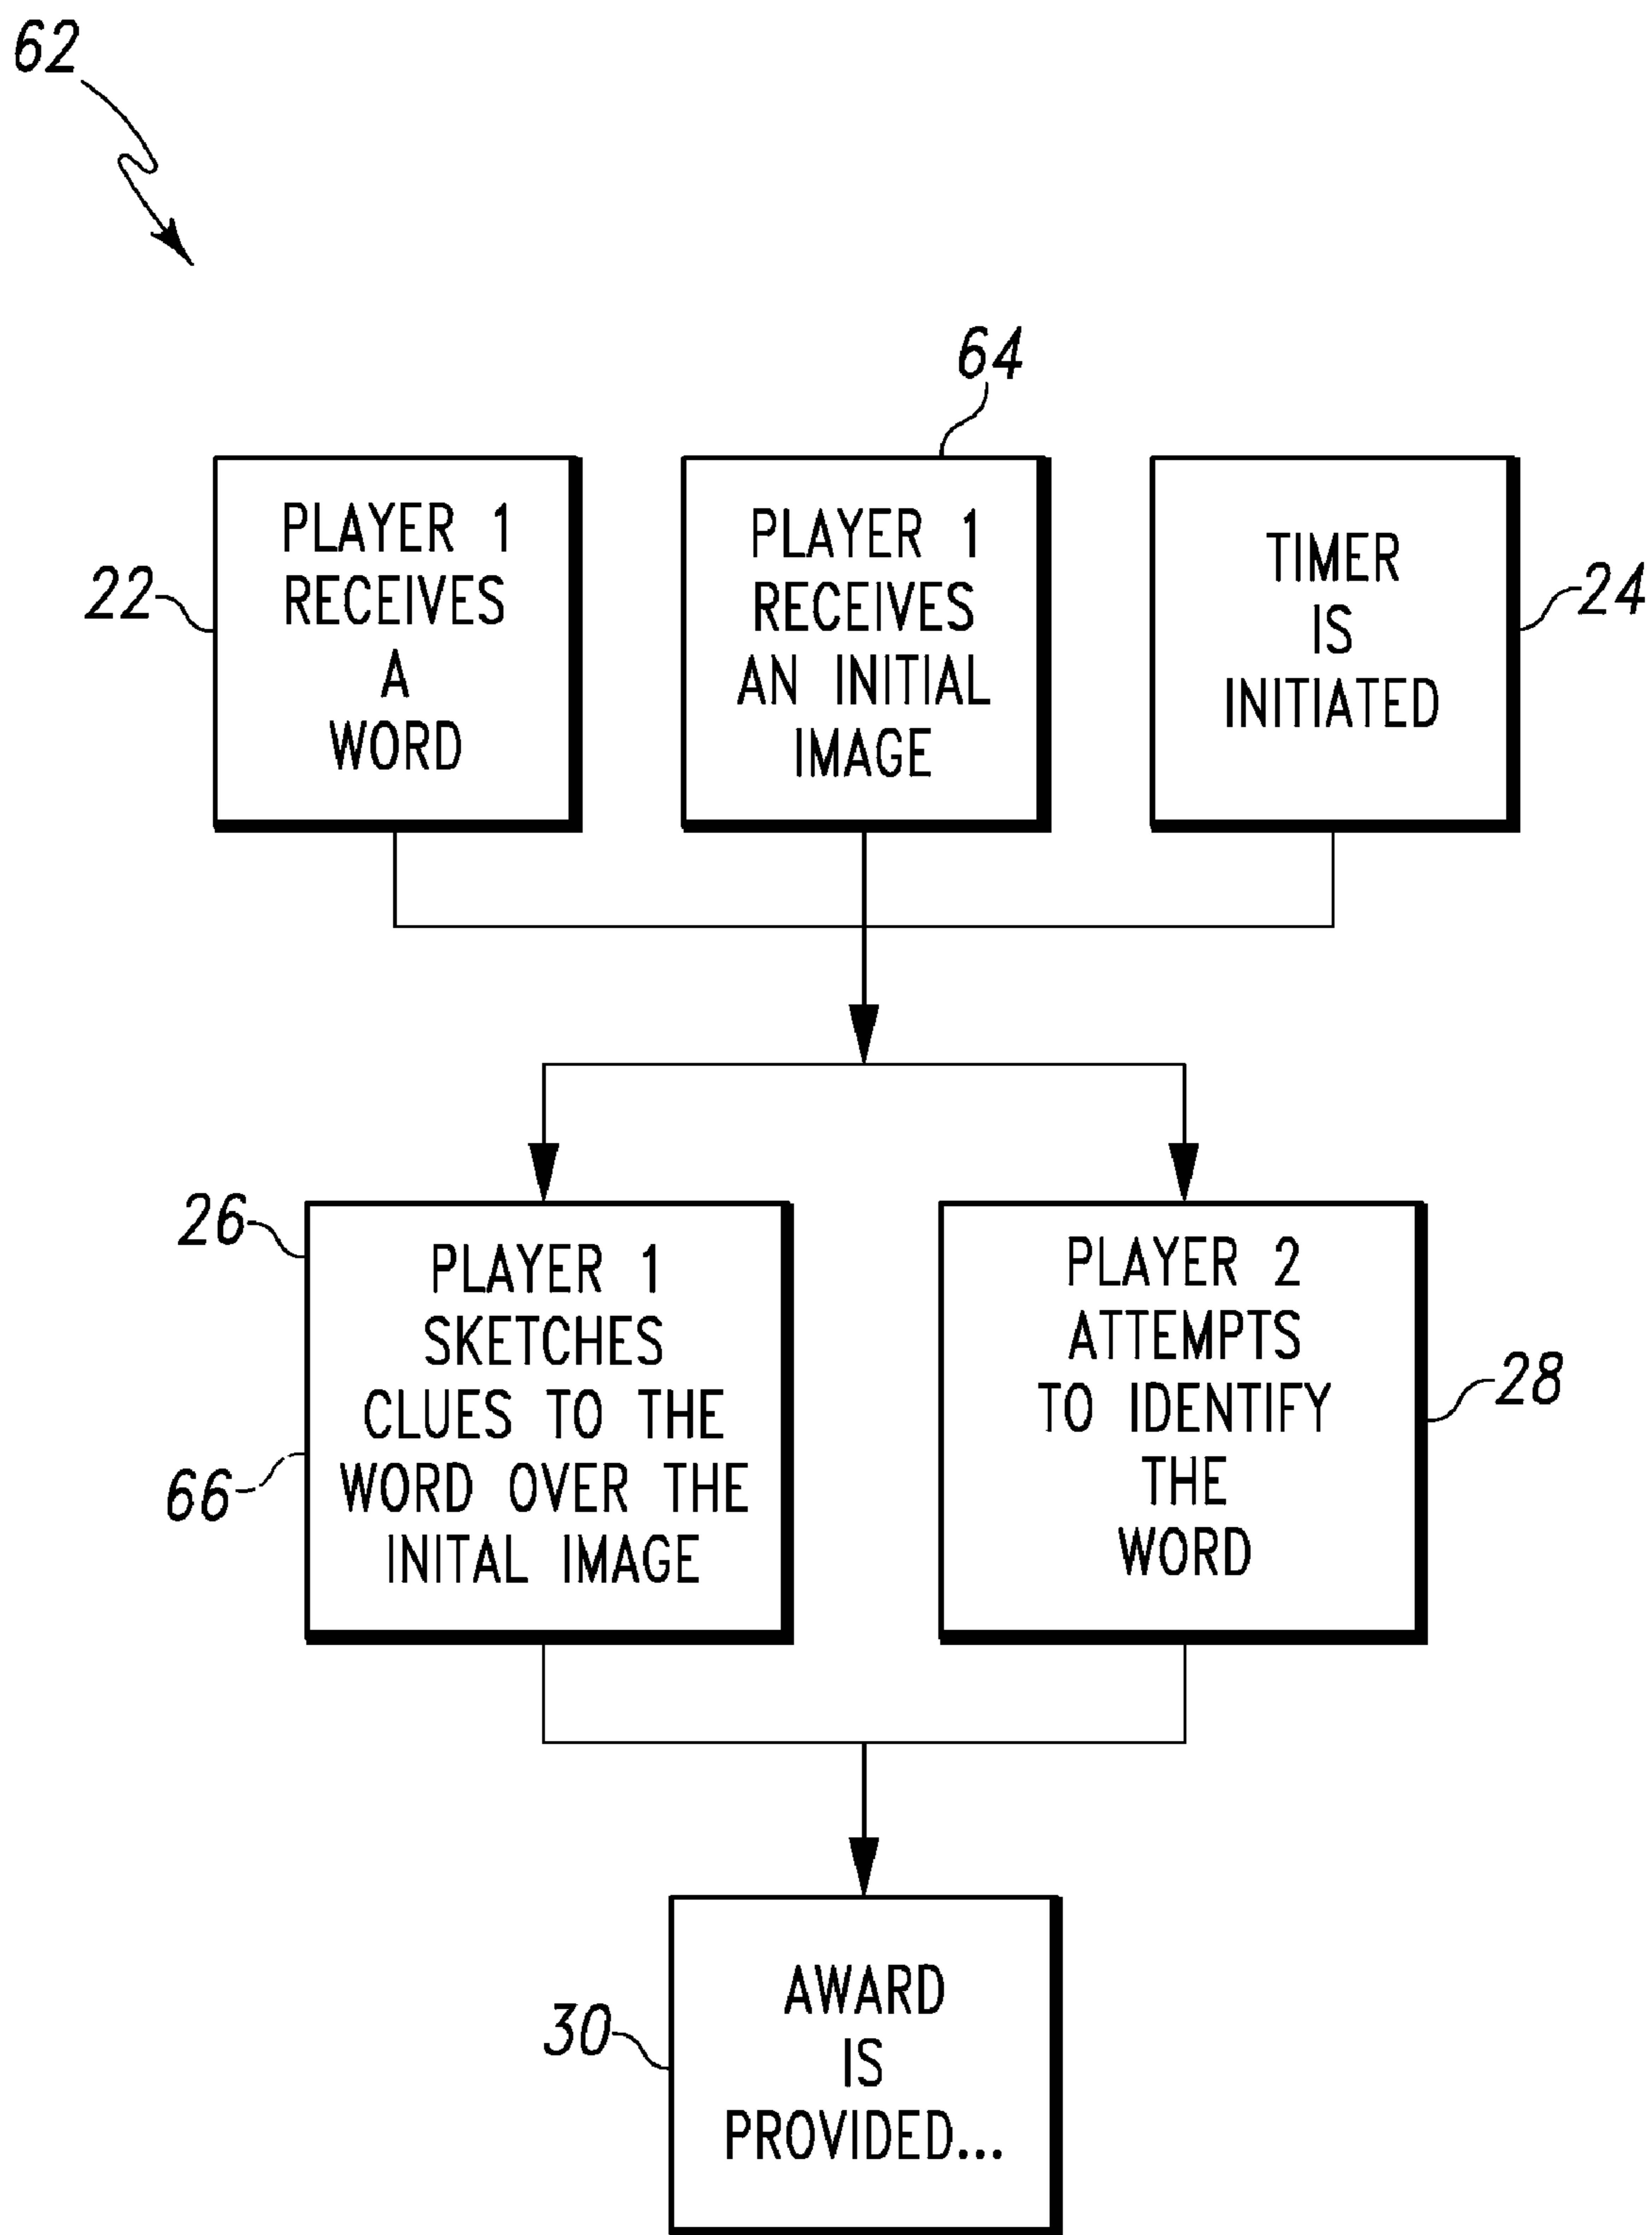 62
64
PLAYER 1
RECEIVES
A
WORD
22
PLAYER 1
RECEIVES
AN INITIAL
IMAGE
TIMER
IS
INITIATED
24
26
PLAYER 1
SKETCHES
CLUES TO THE
WORD OVER THE
INITAL IMAGE
66
PLAYER 2
ATTEMPTS
TO IDENTIFY
THE
WORD
28
30
AWARD
IS
PROVIDED...